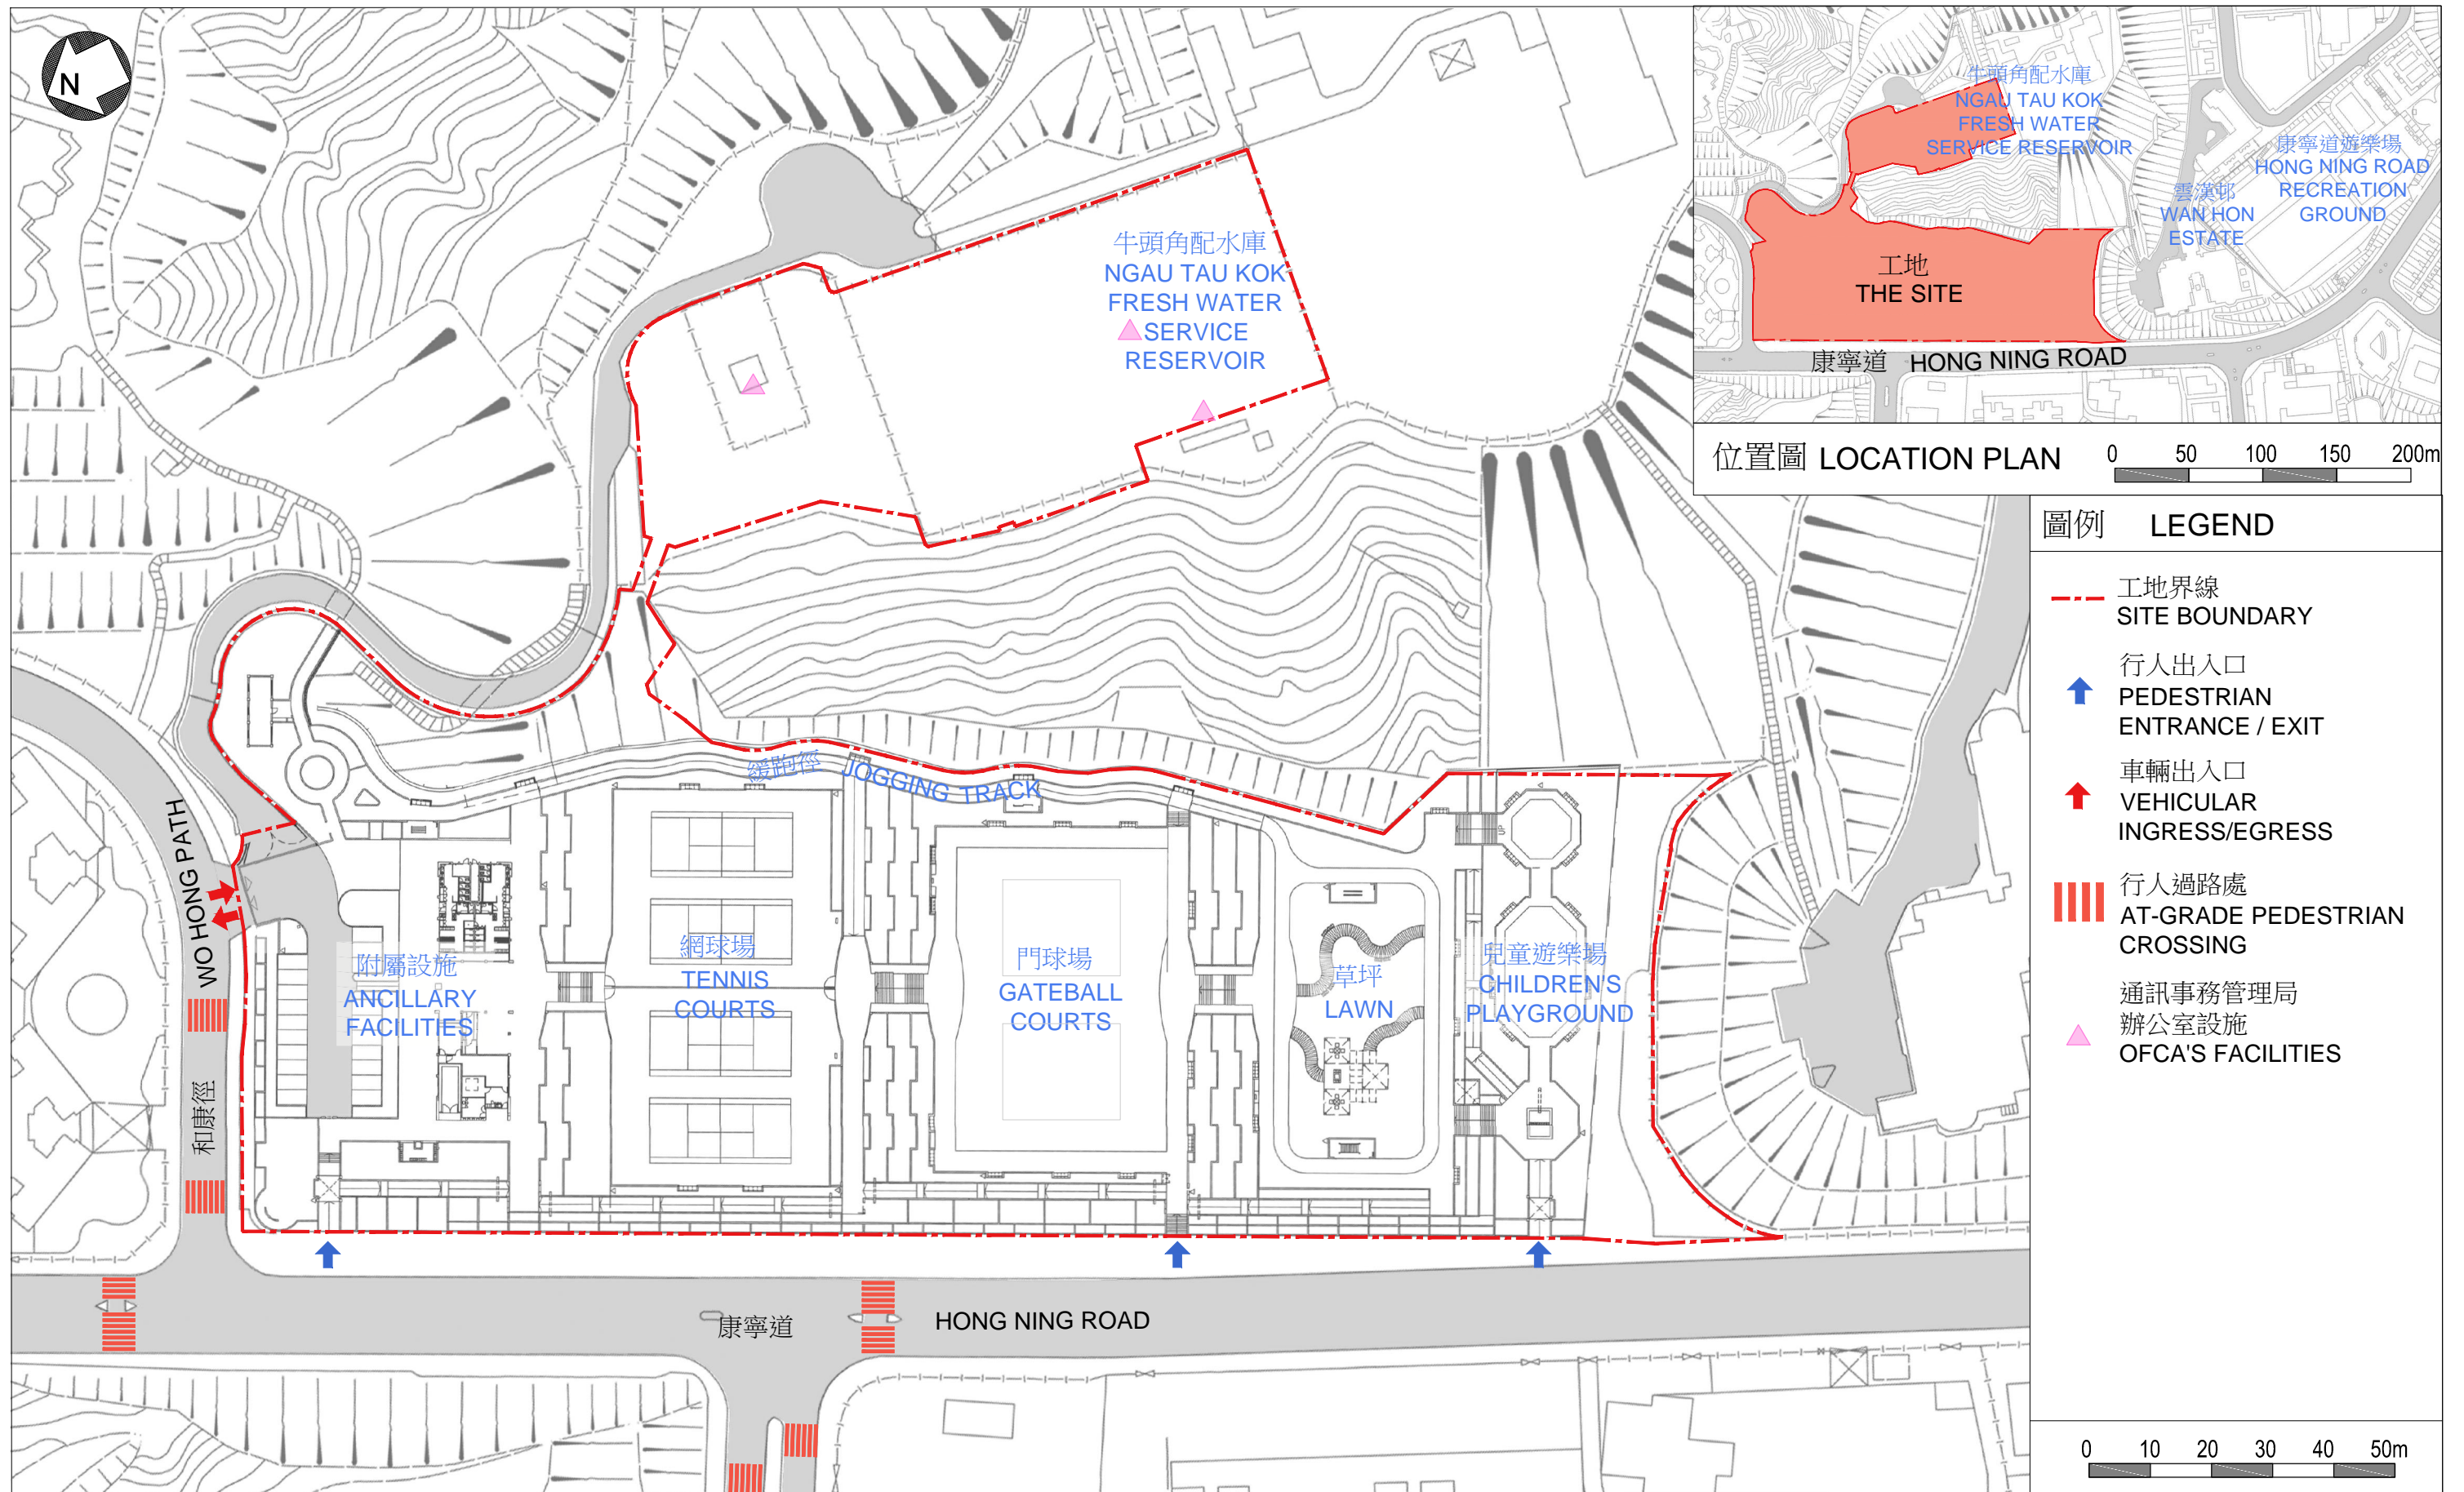 N
牛頭角配水庫
NGAU TAU KOK
FRESH WATER
SERVICE
RESERVOIR
緩跑徑 JOGGING TRACK
WO HONG PATH
和康徑
附屬設施
ANCILLARY
FACILITIES
網球場
TENNIS
COURTS
門球場
GATEBALL
COURTS
草坪
LAWN
兒童遊樂場
CHILDREN'S
PLAYGROUND
UP
康寧道
HONG NING ROAD
牛頭角配水庫
NGAU TAU KOK
FRESH WATER
SERVICE RESERVOIR
康寧道遊樂場
HONG NING ROAD
RECREATION
GROUND
雲漢邨
WAN HON
ESTATE
工地
THE SITE
康寧道 HONG NING ROAD
位置圖 LOCATION PLAN
0 50 100 150 200m
圖例 LEGEND
工地界線
SITE BOUNDARY
行人出入口
PEDESTRIAN
ENTRANCE / EXIT
車輛出入口
VEHICULAR
INGRESS/EGRESS
行人過路處
AT-GRADE PEDESTRIAN
CROSSING
通訊事務管理局
辦公室設施
OFCA'S FACILITIES
0 10 20 30 40 50m